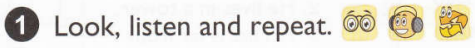 1 Look, listen and repeat.